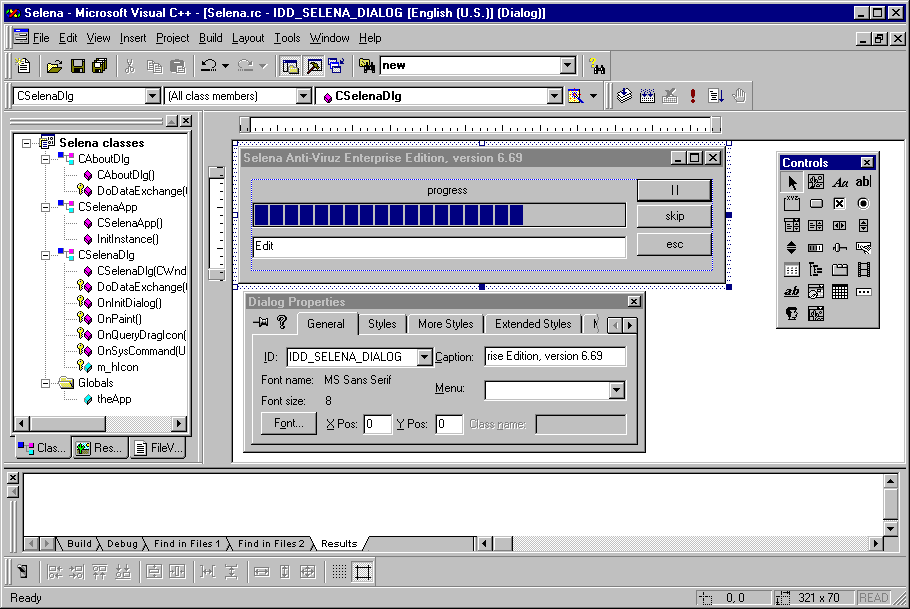 Selena - Microsoft Visual C++ - [Selena.rc - IDD_SELENA_DIALOG [English (U.S.)] (Dialog)]
File Edit View Insert Project Build Layout Tools Window Help
new
CSelenaDlg (All class members) CSelenaDlg
Selena classes
CAboutDlg
CAboutDlg()
DoDataExchange(
CSelenaApp
CSelenaApp()
InitInstance()
CSelenaDlg
CSelenaDlg(CWnd
DoDataExchange(
OnInitDialog()
OnPaint()
OnQueryDragIcon(
OnSysCommand(U
m_hIcon
Globals
theApp
Clas... Res... FileV...
Selena Anti-Viruz Enterprise Edition, version 6.69
progress
||
skip
Edit
esc
Dialog Properties
General Styles More Styles Extended Styles
ID: IDD_SELENA_DIALOG Caption: rise Edition, version 6.69
Font name: MS Sans Serif
Menu:
Font size: 8
Font... X Pos: 0 Y Pos: 0 Class name:
Controls
Aa ab|
XYZ
ab
Build Debug Find in Files 1 Find in Files 2 Results
Ready 0, 0 321 x 70 READ